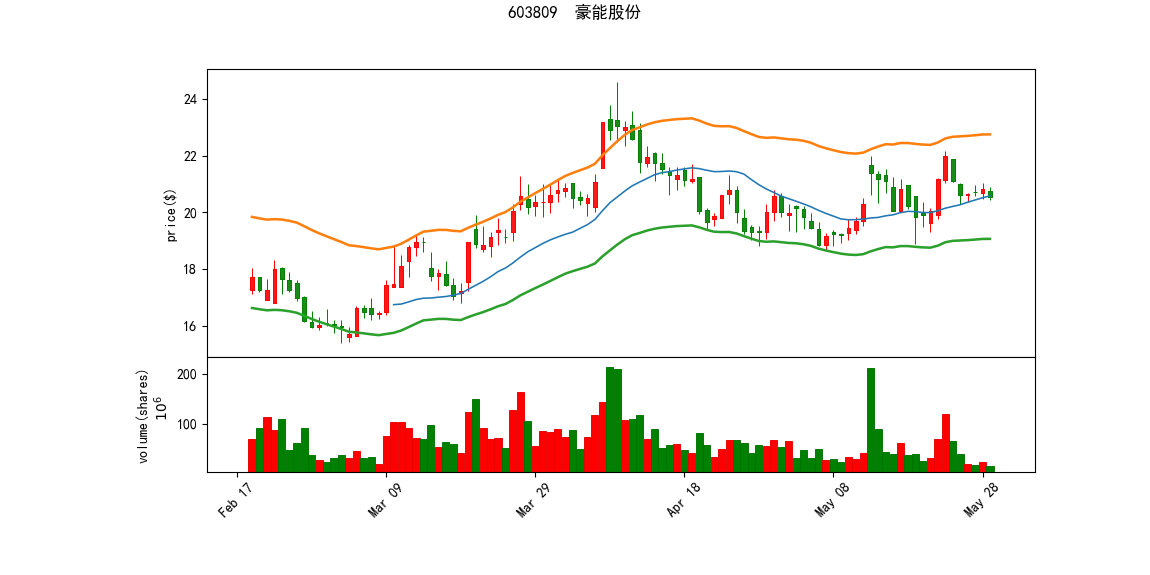 603809  豪能股份
price($)
24
22
20
18
16
volume(shares)
10^6
200
100
Feb 17
Mar 09
Mar 29
Apr 18
May 08
May 28